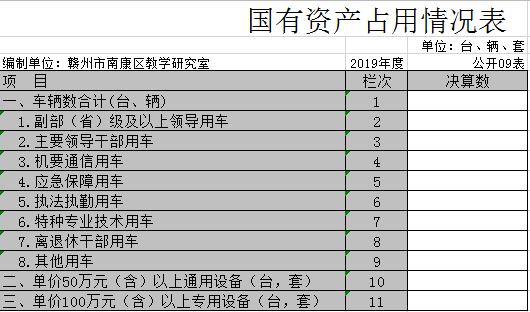 国有资产占用情况表
单位：台、辆、套
编制单位：赣州市南康区教学研究室 2019年度 公开09表
项 目 栏次 决算数
一、车辆数合计(台、辆) 1
1.副部（省）级及以上领导用车 2
2.主要领导干部用车 3
3.机要通信用车 4
4.应急保障用车 5
5.执法执勤用车 6
6.特种专业技术用车 7
7.离退休干部用车 8
8.其他用车 9
二、单价50万元（含）以上通用设备（台，套） 10
三、单价100万元（含）以上专用设备（台，套） 11